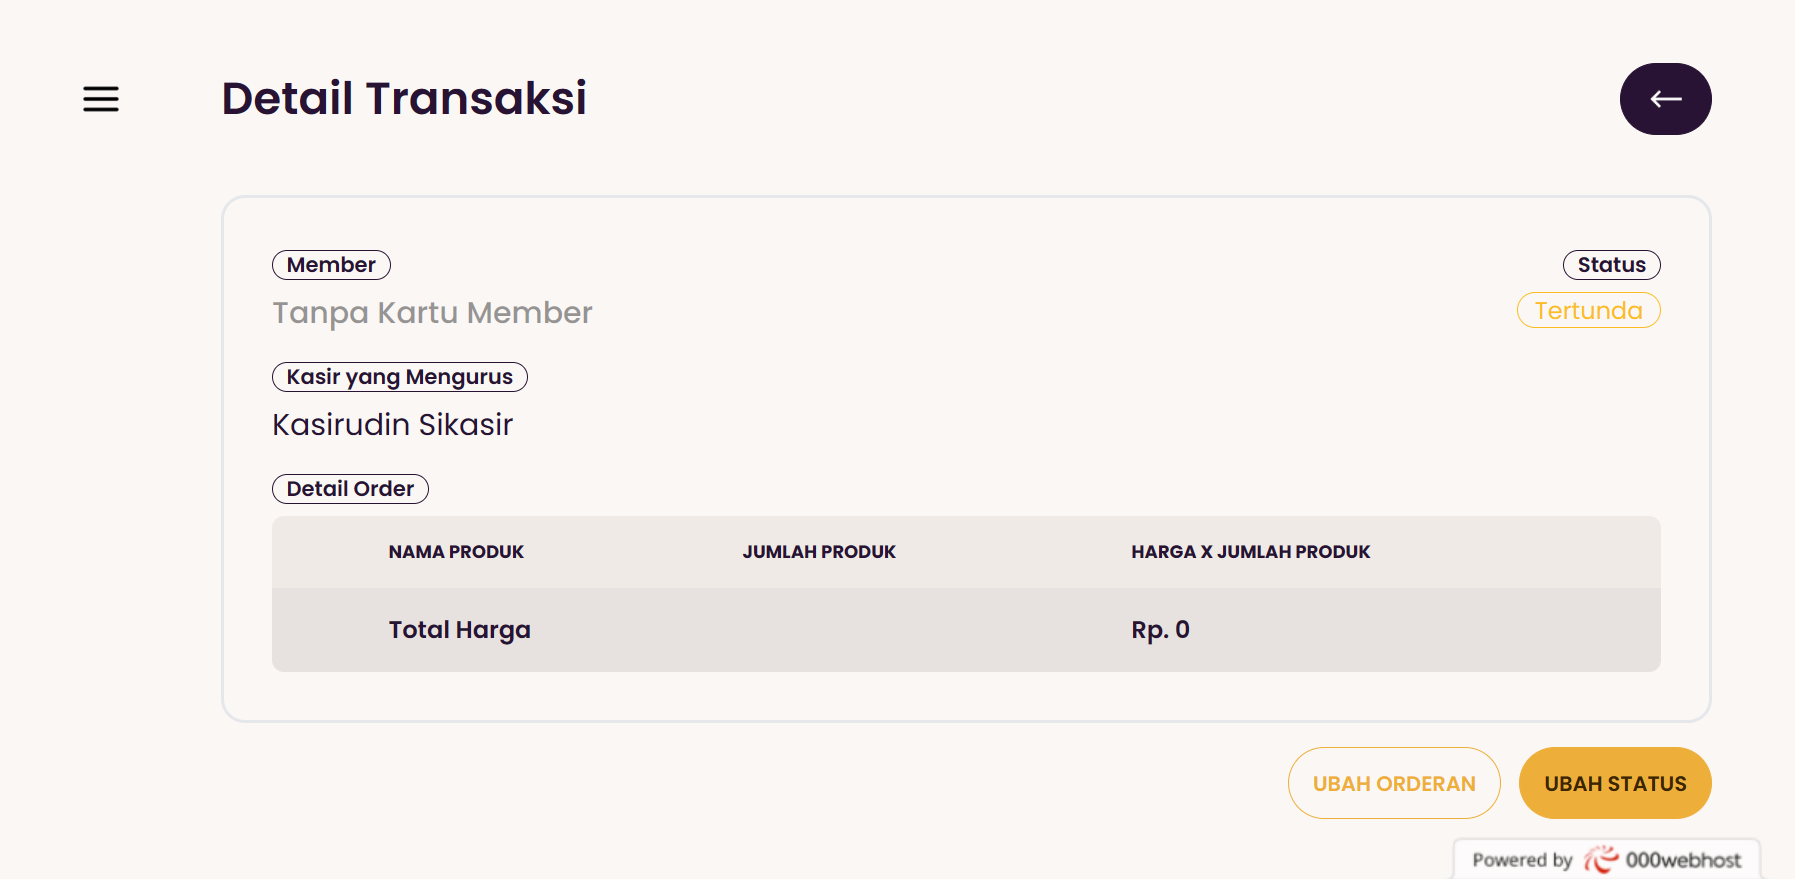 Detail Transaksi
Member
Status
Tanpa Kartu Member
Tertunda
Kasir yang Mengurus
Kasirudin Sikasir
Detail Order
NAMA PRODUK JUMLAH PRODUK HARGA X JUMLAH PRODUK
Total Harga Rp. 0
UBAH ORDERAN UBAH STATUS
Powered by 000webhost